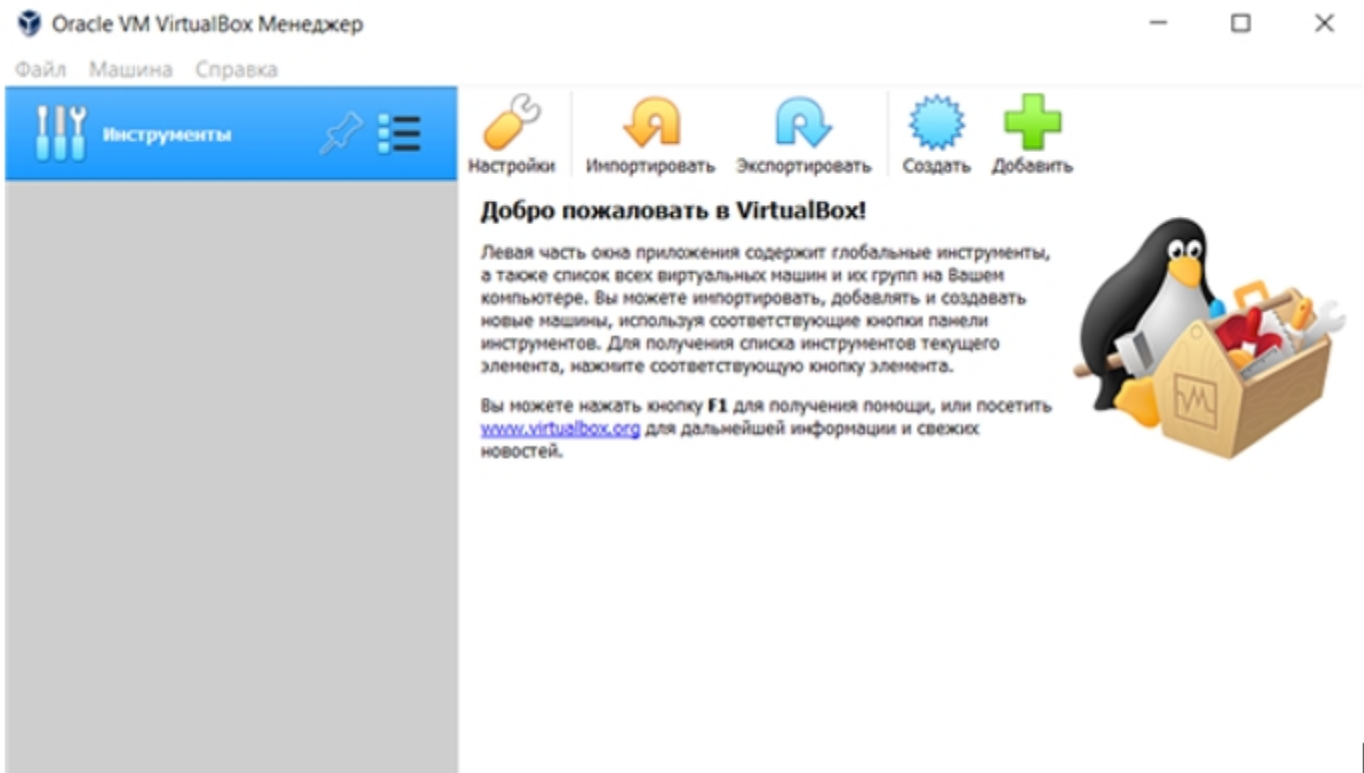 Oracle VM VirtualBox Менеджер
Файл Машина Справка
Инструменты
Настройки Импортировать Экспортировать Создать Добавить
Добро пожаловать в VirtualBox!
Левая часть окна приложения содержит глобальные инструменты,
а также список всех виртуальных машин и их групп на Вашем
компьютере. Вы можете импортировать, добавлять и создавать
новые машины, используя соответствующие кнопки панели
инструментов. Для получения списка инструментов текущего
элемента, нажмите соответствующую кнопку элемента.
Вы можете нажать кнопку F1 для получения помощи, или посетить
www.virtualbox.org для дальнейшей информации и свежих
новостей.